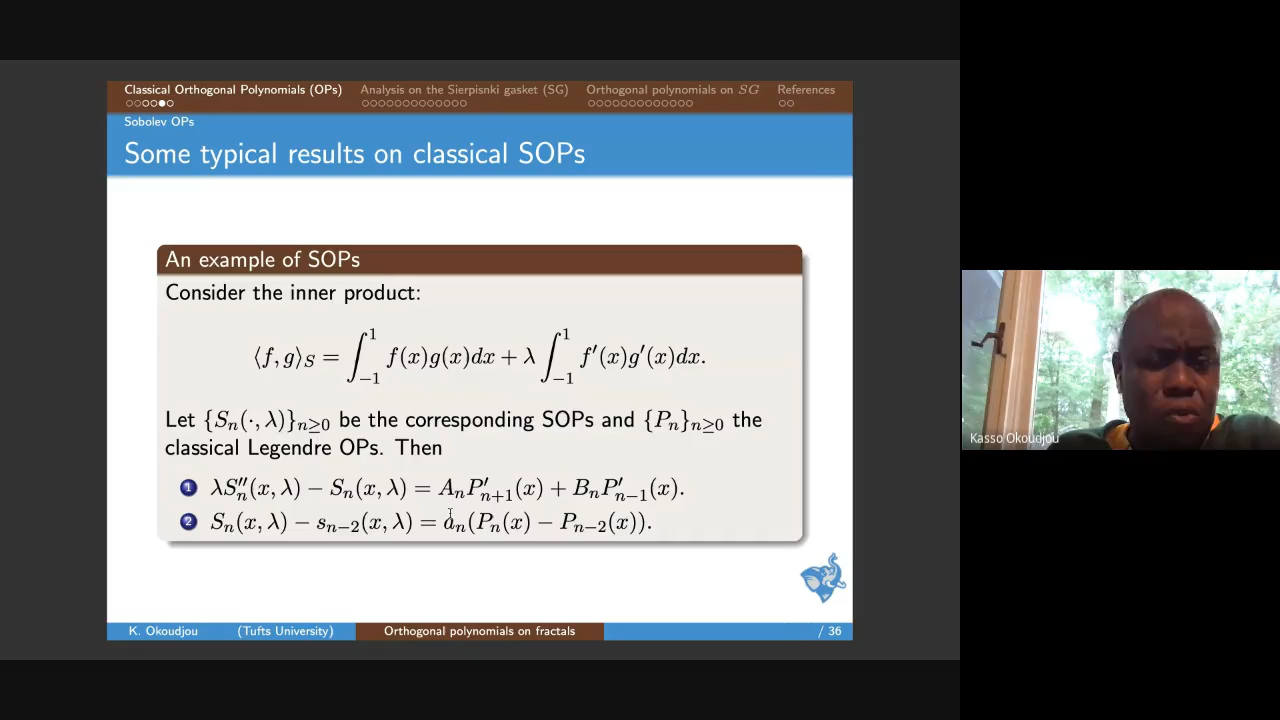 Classical Orthogonal Polynomials (OPs) Analysis on the Sierpisnki gasket (SG) Orthogonal polynomials on SG References
Sobolev OPs
Some typical results on classical SOPs
An example of SOPs
Consider the inner product:
⟨f, g⟩_S = ∫_{-1}^{1} f(x)g(x)dx + λ ∫_{-1}^{1} f′(x)g′(x)dx.
Let {S_n(·, λ)}_{n≥0} be the corresponding SOPs and {P_n}_{n≥0} the
classical Legendre OPs. Then
1 λS″_n(x, λ) − S_n(x, λ) = A_nP′_{n+1}(x) + B_nP′_{n−1}(x).
2 S_n(x, λ) − s_{n−2}(x, λ) = a_n(P_n(x) − P_{n−2}(x)).
K. Okoudjou (Tufts University) Orthogonal polynomials on fractals / 36
Kasso Okoudjou